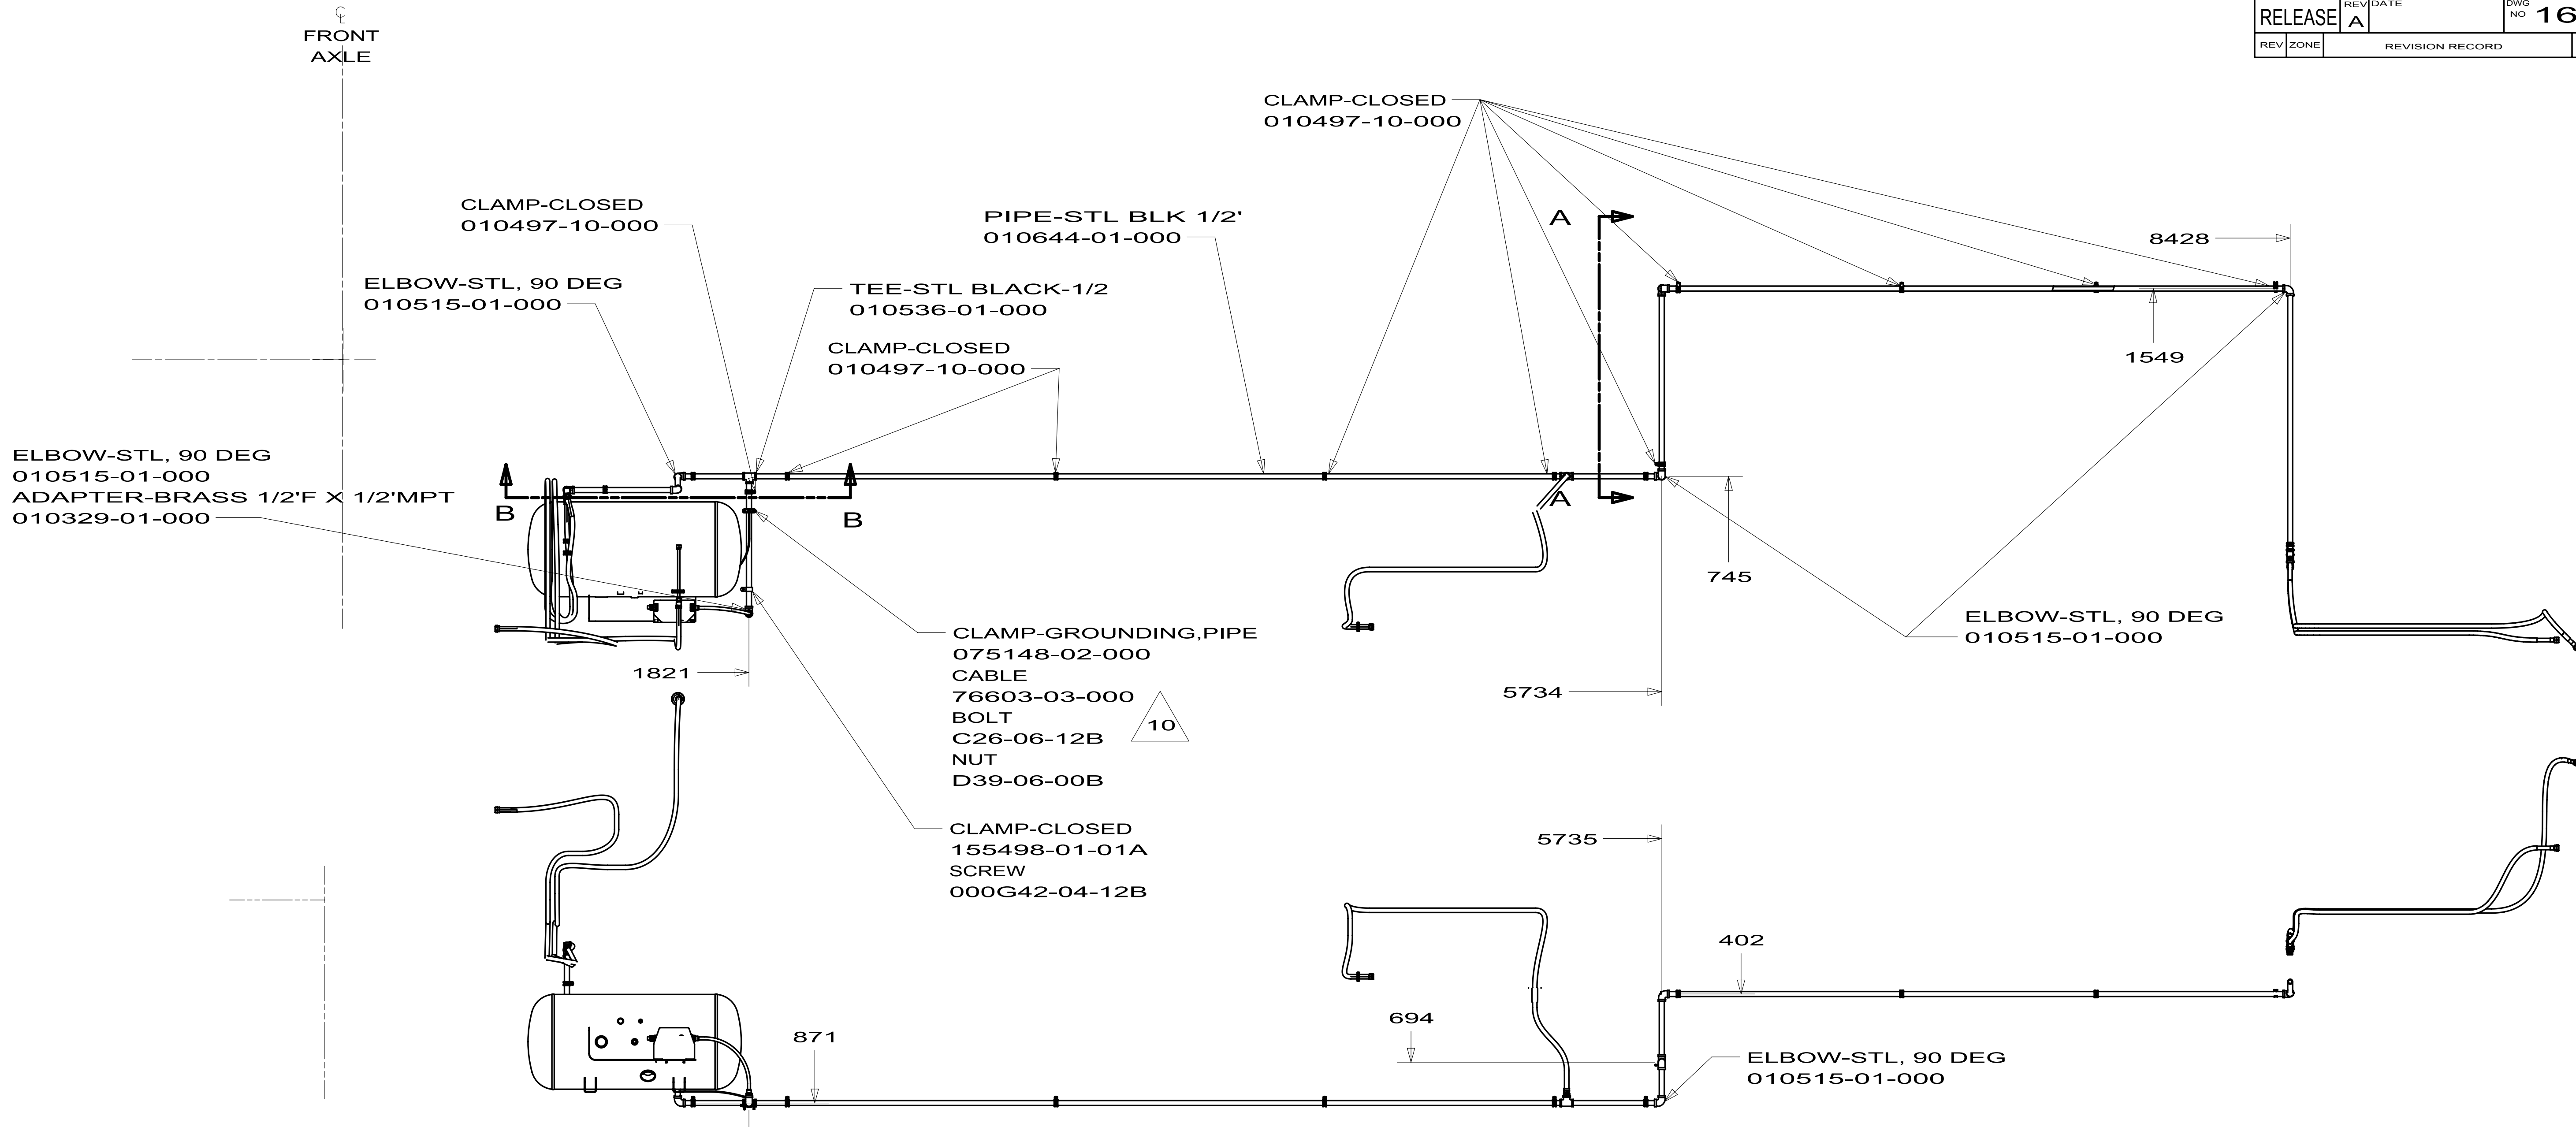 ℄
FRONT
AXLE
RELEASE
REV
A
DATE
DWG
NO
16
REV
ZONE
REVISION RECORD
CLAMP-CLOSED
010497-10-000
CLAMP-CLOSED
010497-10-000
PIPE-STL BLK 1/2'
010644-01-000
A
8428
ELBOW-STL, 90 DEG
010515-01-000
TEE-STL BLACK-1/2
010536-01-000
CLAMP-CLOSED
010497-10-000
1549
ELBOW-STL, 90 DEG
010515-01-000
ADAPTER-BRASS 1/2'F X 1/2'MPT
010329-01-000
B
B
A
745
ELBOW-STL, 90 DEG
010515-01-000
CLAMP-GROUNDING,PIPE
075148-02-000
CABLE
76603-03-000
BOLT
C26-06-12B
NUT
D39-06-00B
10
1821
5734
CLAMP-CLOSED
155498-01-01A
SCREW
000G42-04-12B
5735
402
694
871
ELBOW-STL, 90 DEG
010515-01-000